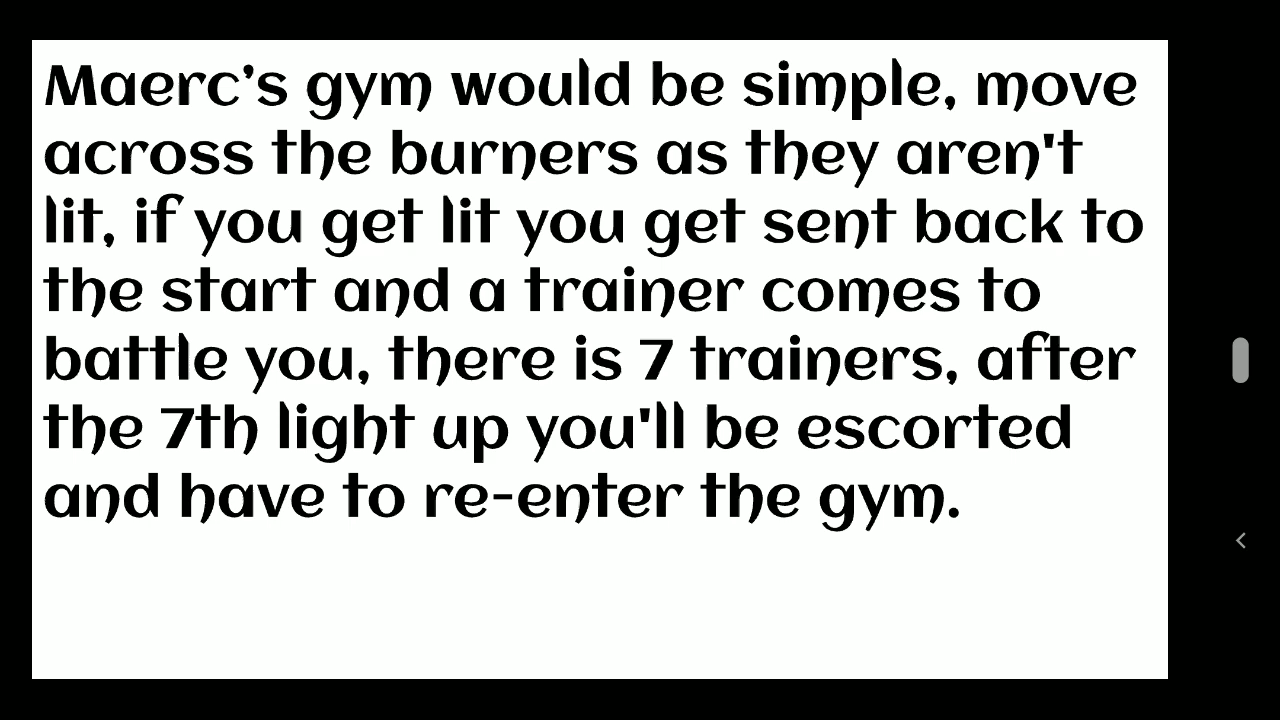 Maerc’s gym would be simple, move
across the burners as they aren't
lit, if you get lit you get sent back to
the start and a trainer comes to
battle you, there is 7 trainers, after
the 7th light up you'll be escorted
and have to re-enter the gym.